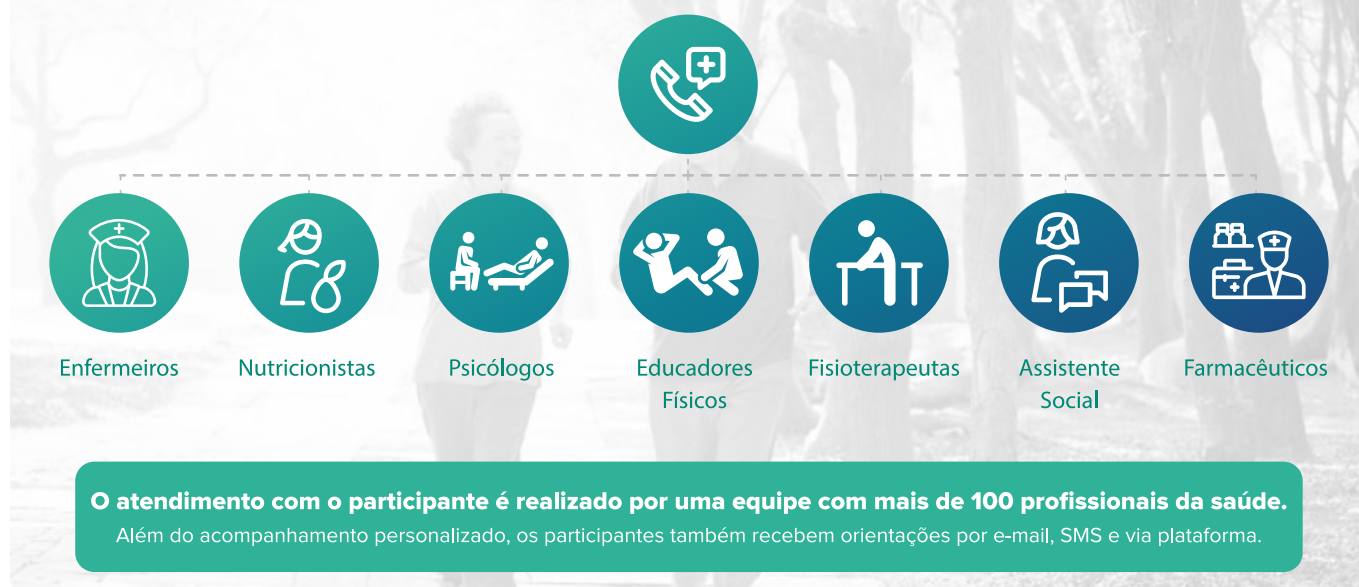 Enfermeiros
Nutricionistas
Psicólogos
Educadores
Físicos
Fisioterapeutas
Assistente
Social
Farmacêuticos
O atendimento com o participante é realizado por uma equipe com mais de 100 profissionais da saúde.
Além do acompanhamento personalizado, os participantes também recebem orientações por e-mail, SMS e via plataforma.